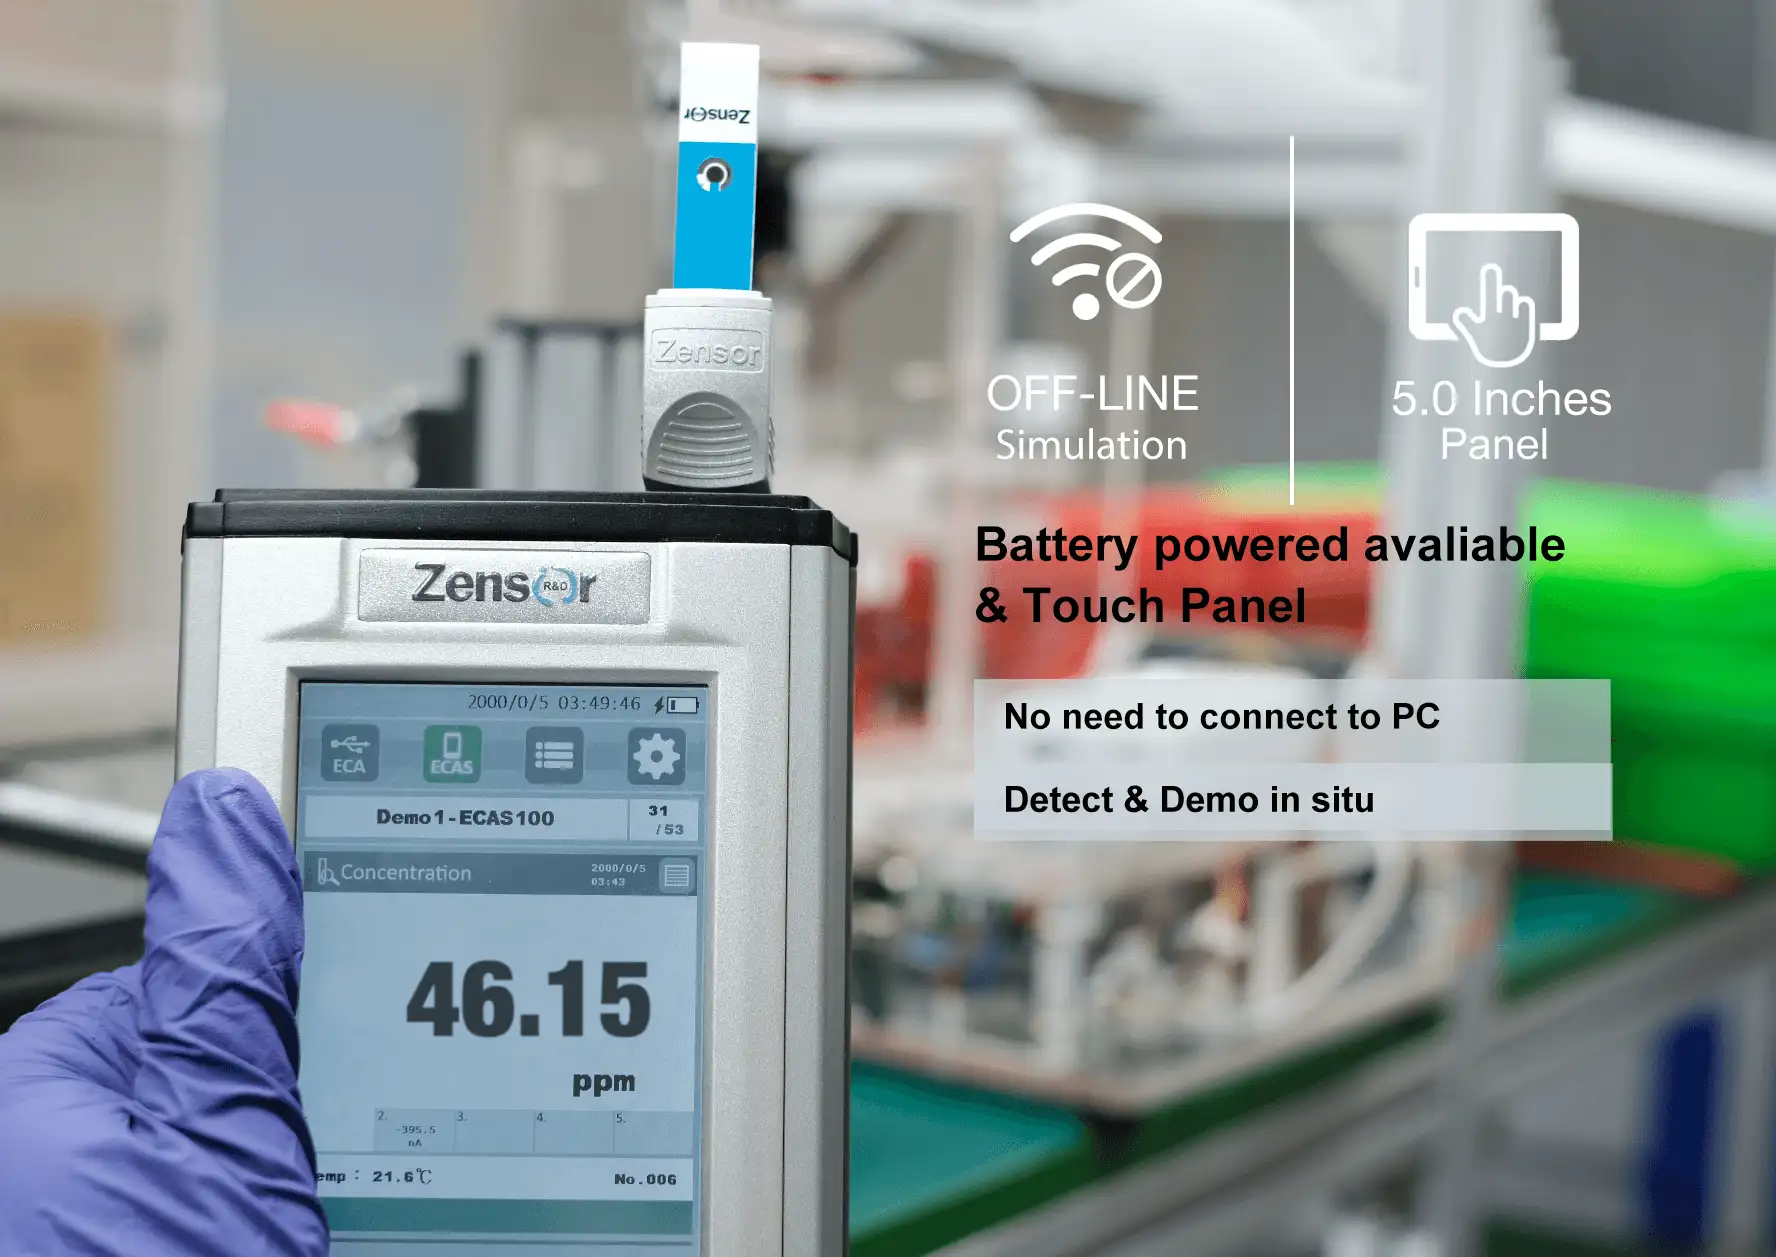 Zensor
Zensor
Zensor
R&D
2000/0/5 03:49:46
ECA
ECAS
Demo1-ECAS100
31
/53
Concentration
2000/0/5
03:43
46.15
ppm
2.
-395.5
nA
3.
4.
5.
emp : 21.6℃
No.006
OFF-LINE
Simulation
5.0 Inches
Panel
Battery powered avaliable
& Touch Panel
No need to connect to PC
Detect & Demo in situ